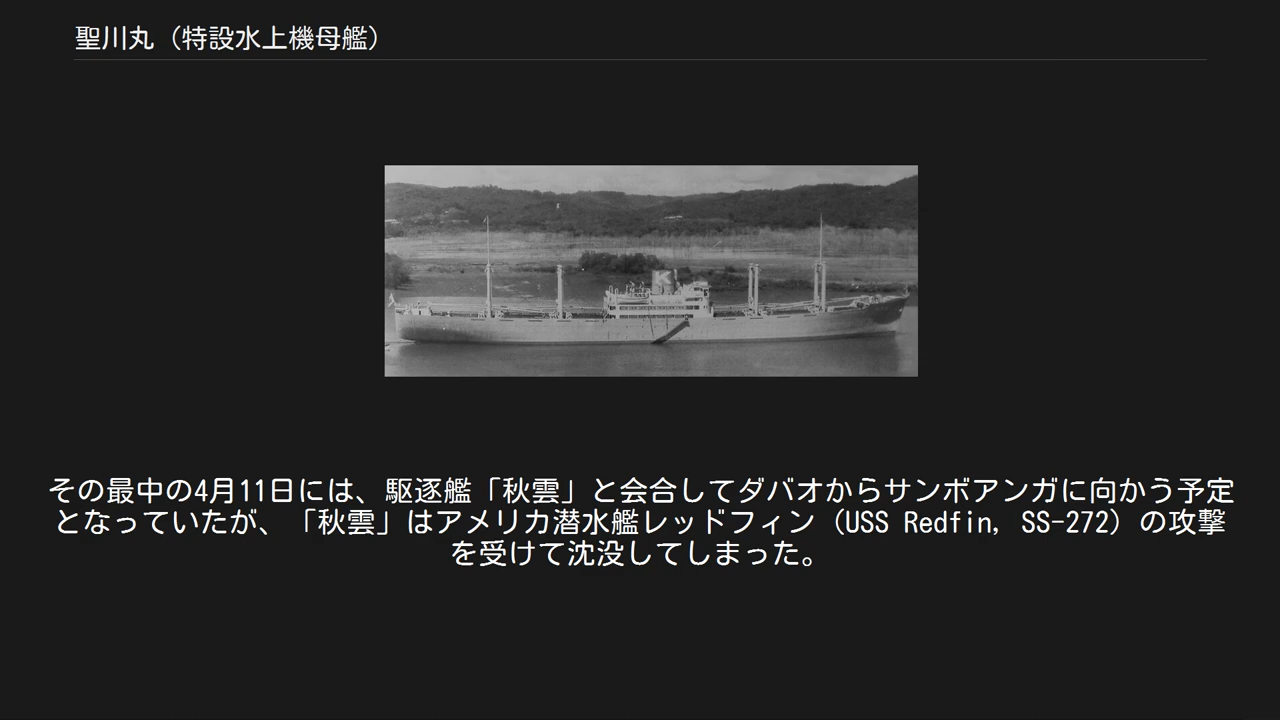 聖川丸（特設水上機母艦）
その最中の4月11日には、駆逐艦「秋雲」と会合してダバオからサンボアンガに向かう予定
となっていたが、「秋雲」はアメリカ潜水艦レッドフィン（USS Redfin, SS-272）の攻撃
を受けて沈没してしまった。